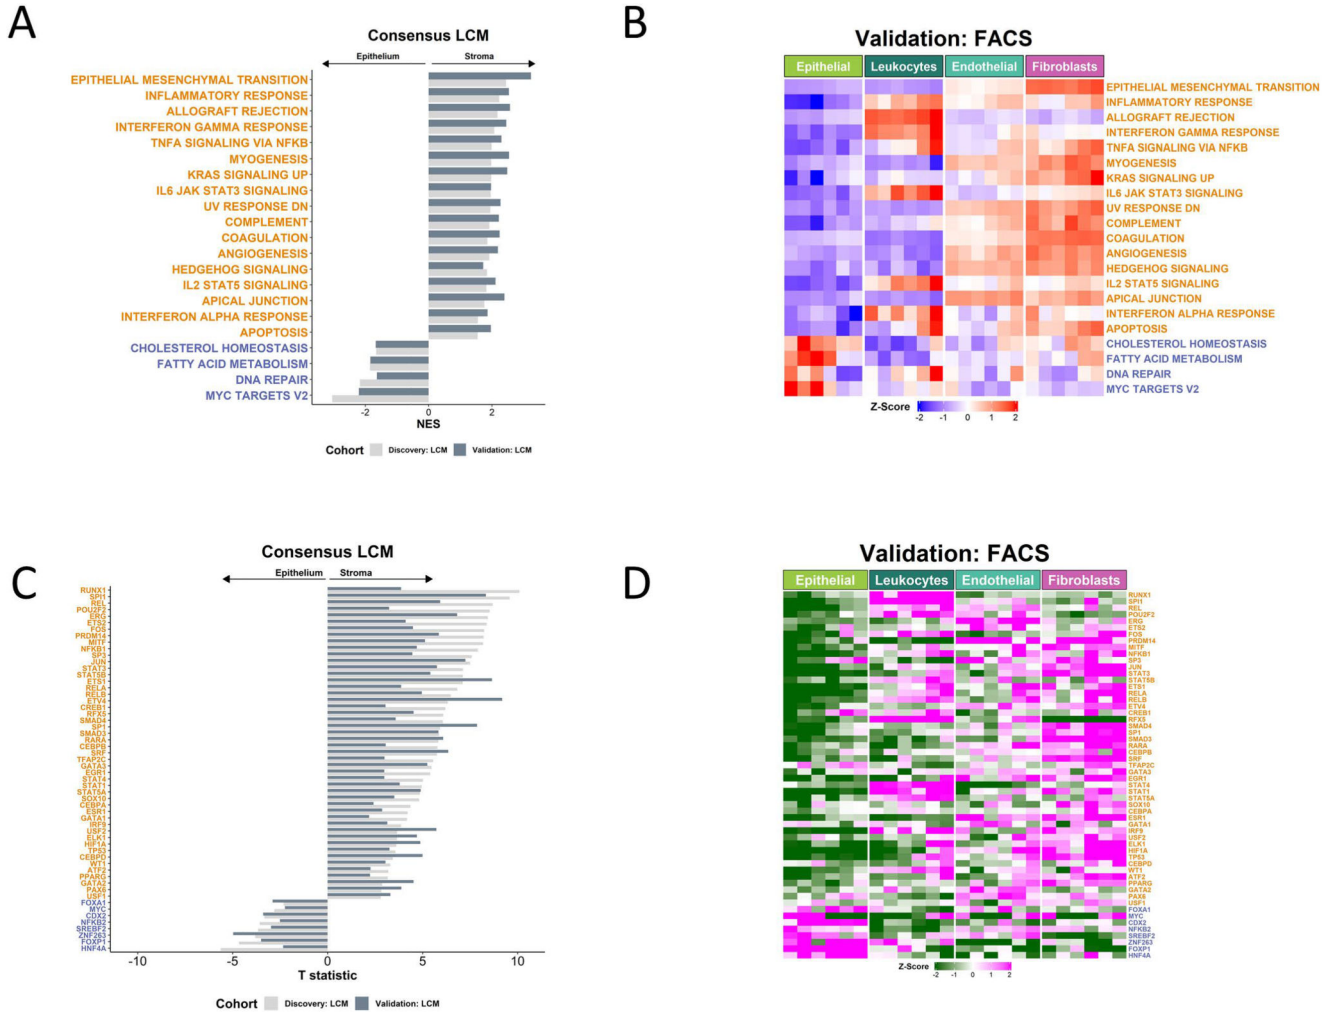 A
Consensus LCM
Epithelium
Stroma
EPITHELIAL MESENCHYMAL TRANSITION
INFLAMMATORY RESPONSE
ALLOGRAFT REJECTION
INTERFERON GAMMA RESPONSE
TNFA SIGNALING VIA NFKB
MYOGENESIS
KRAS SIGNALING UP
IL6 JAK STAT3 SIGNALING
UV RESPONSE DN
COMPLEMENT
COAGULATION
ANGIOGENESIS
HEDGEHOG SIGNALING
IL2 STAT5 SIGNALING
APICAL JUNCTION
INTERFERON ALPHA RESPONSE
APOPTOSIS
CHOLESTEROL HOMEOSTASIS
FATTY ACID METABOLISM
DNA REPAIR
MYC TARGETS V2
-2 0 2
NES
Cohort Discovery: LCM Validation: LCM
B
Validation: FACS
Epithelial Leukocytes Endothelial Fibroblasts
EPITHELIAL MESENCHYMAL TRANSITION
INFLAMMATORY RESPONSE
ALLOGRAFT REJECTION
INTERFERON GAMMA RESPONSE
TNFA SIGNALING VIA NFKB
MYOGENESIS
KRAS SIGNALING UP
IL6 JAK STAT3 SIGNALING
UV RESPONSE DN
COMPLEMENT
COAGULATION
ANGIOGENESIS
HEDGEHOG SIGNALING
IL2 STAT5 SIGNALING
APICAL JUNCTION
INTERFERON ALPHA RESPONSE
APOPTOSIS
CHOLESTEROL HOMEOSTASIS
FATTY ACID METABOLISM
DNA REPAIR
MYC TARGETS V2
Z-Score
-2 -1 0 1 2
C
Consensus LCM
Epithelium
Stroma
RUNX1
SPI1
REL
POU2F2
ERG
ETS2
FOS
PRDM14
MITF
NFKB1
SP3
JUN
STAT3
STAT5B
ETS1
RELA
RELB
ETV4
CREB1
RFX5
SMAD4
SP1
SMAD3
RARA
CEBPB
SRF
TFAP2C
GATA3
EGR1
STAT4
STAT1
STAT5A
SOX10
CEBPA
ESR1
GATA1
IRF9
USF2
ELK1
HIF1A
TP53
CEBPD
WT1
ATF2
PPARG
GATA2
PAX6
USF1
FOXA1
MYC
CDX2
NFKB2
SREBF2
ZNF263
FOXP1
HNF4A
-10 -5 0 5 10
T statistic
Cohort Discovery: LCM Validation: LCM
D
Validation: FACS
Epithelial Leukocytes Endothelial Fibroblasts
RUNX1
SPI1
REL
POU2F2
ERG
ETS2
FOS
PRDM14
MITF
NFKB1
SP3
JUN
STAT3
STAT5B
ETS1
RELA
RELB
ETV4
CREB1
RFX5
SMAD4
SP1
SMAD3
RARA
CEBPB
SRF
TFAP2C
GATA3
EGR1
STAT4
STAT1
STAT5A
SOX10
CEBPA
ESR1
GATA1
IRF9
USF2
ELK1
HIF1A
TP53
CEBPD
WT1
ATF2
PPARG
GATA2
PAX6
USF1
FOXA1
MYC
CDX2
NFKB2
SREBF2
ZNF263
FOXP1
HNF4A
Z-Score
-2 -1 0 1 2